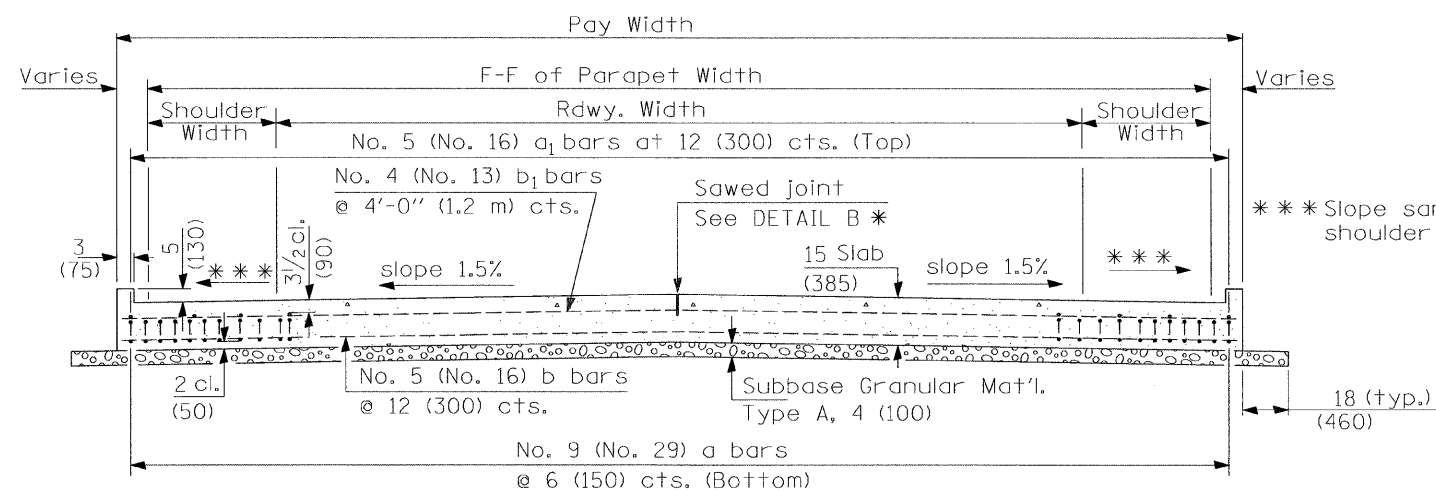 Pay Width
Varies
F-F of Parapet Width
Varies
Shoulder
Width
Rdwy. Width
Shoulder
Width
No. 5 (No. 16) a₁ bars at 12 (300) cts. (Top)
No. 4 (No. 13) b₁ bars
@ 4'-0" (1.2 m) cts.
Sawed joint
See DETAIL B *
* * * Slope
shoulder
3
(75)
5
(130)
* * *
3½ cl.
(90)
slope 1.5%
15 Slab
(385)
slope 1.5%
* * *
2 cl.
(50)
No. 5 (No. 16) b bars
@ 12 (300) cts.
Subbase Granular Mat'l.
Type A, 4 (100)
18 (typ.)
(460)
No. 9 (No. 29) a bars
@ 6 (150) cts. (Bottom)